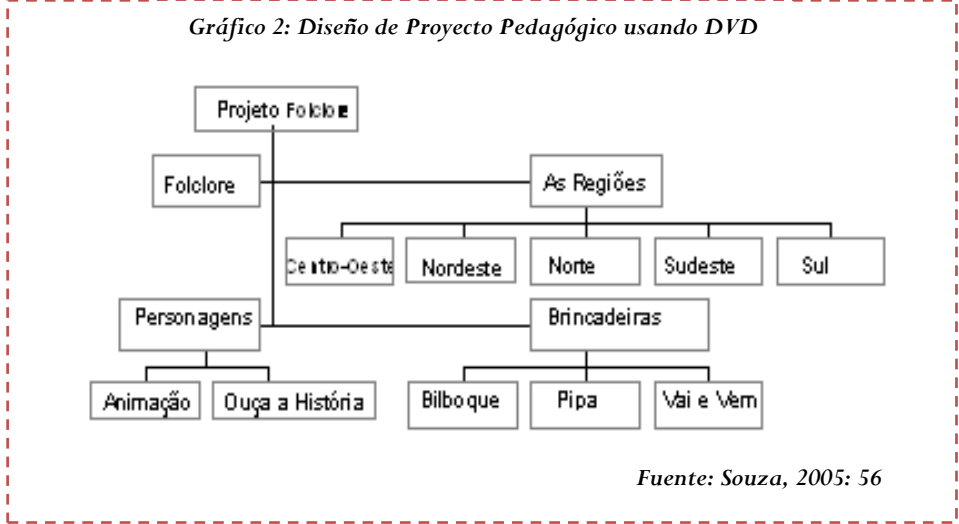 Gráfico 2: Diseño de Proyecto Pedagógico usando DVD
Projeto Folclore
Folclore
As Regiões
Centro-Oeste
Nordeste
Norte
Sudeste
Sul
Personagens
Brincadeiras
Animação
Ouça a História
Bilboque
Pipa
Vai e Vem
Fuente: Souza, 2005: 56